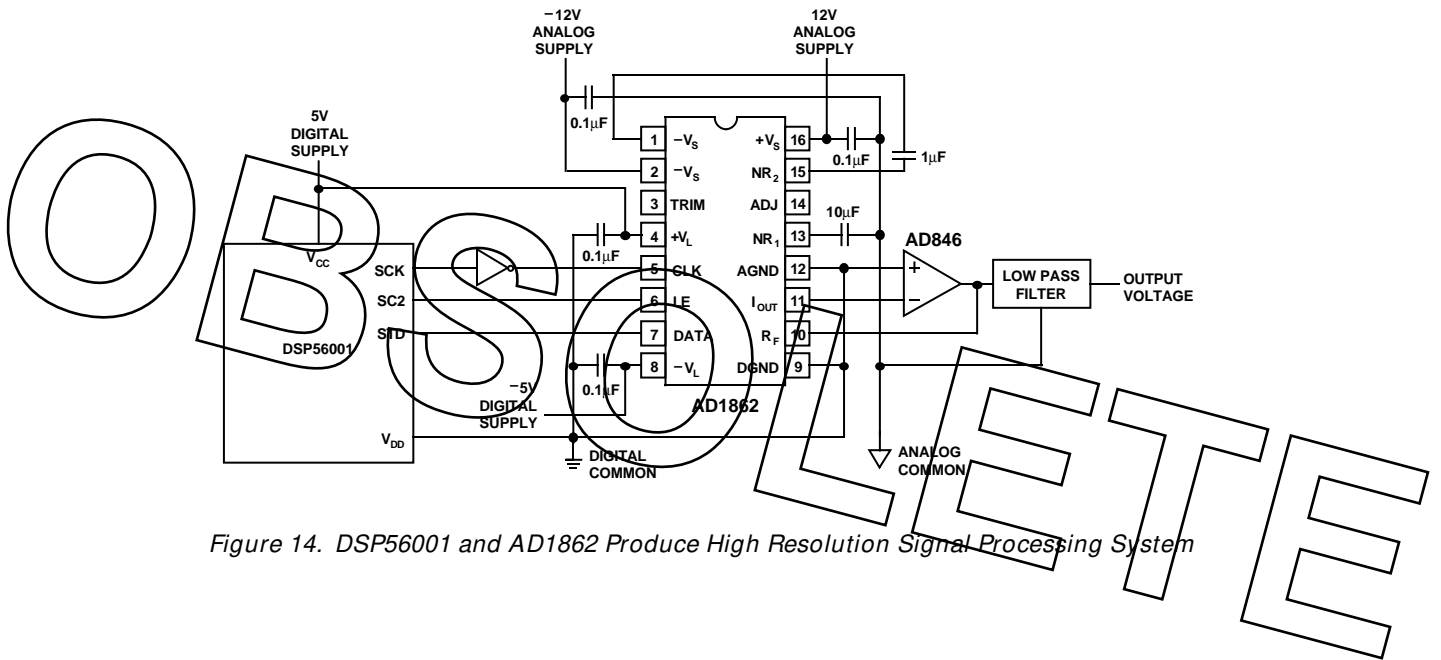 −12V
ANALOG
SUPPLY
12V
ANALOG
SUPPLY
5V
DIGITAL
SUPPLY
0.1μF
0.1μF
1μF
10μF
0.1μF
0.1μF
1 −VS
2 −VS
3 TRIM
4 +VL
5 CLK
6 LE
7 DATA
8 −VL
+VS 16
NR2 15
ADJ 14
NR1 13
AGND 12
IOUT 11
RF 10
DGND 9
AD1862
VCC
SCK
SC2
STD
DSP56001
VDD
−5V
DIGITAL
SUPPLY
DIGITAL
COMMON
AD846
+
−
LOW PASS
FILTER
OUTPUT
VOLTAGE
ANALOG
COMMON
OBSOLETE
Figure 14. DSP56001 and AD1862 Produce High Resolution Signal Processing System